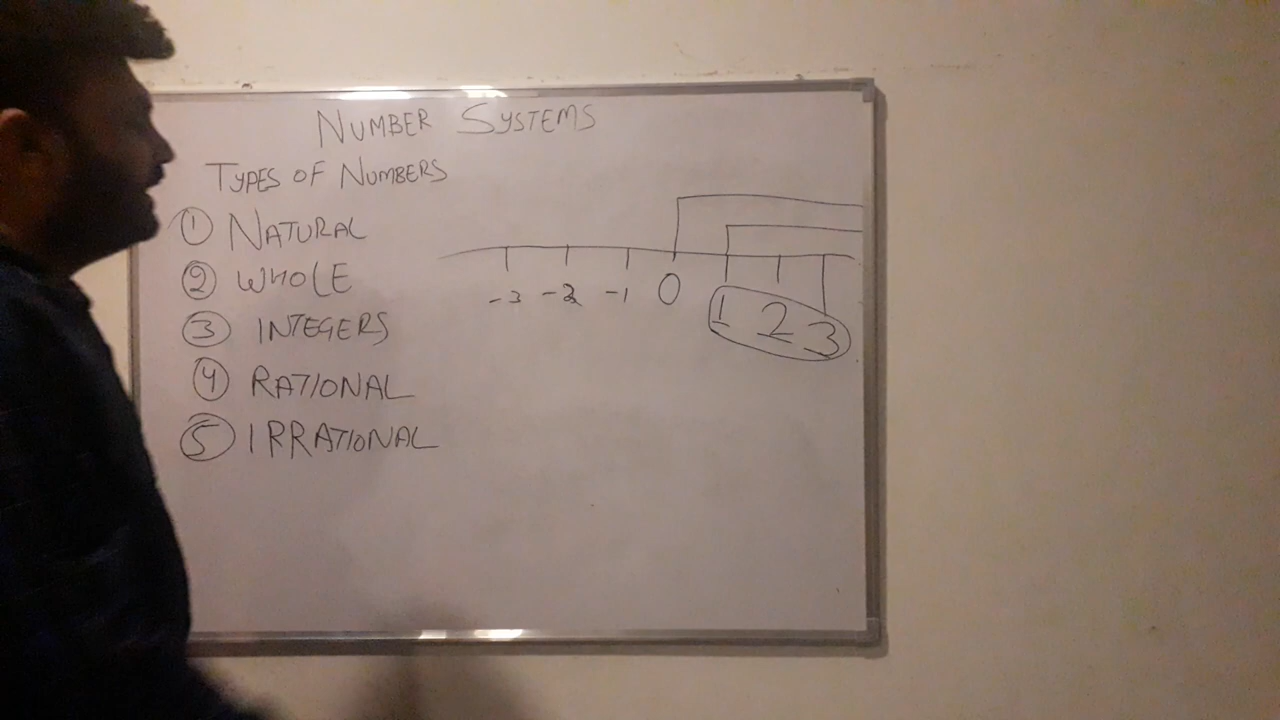 NUMBER SYSTEMS
TYPES OF NUMBERS
① NATURAL
② WHOLE
③ INTEGERS
④ RATIONAL
⑤ IRRATIONAL
-3 -2 -1 0 1 2 3